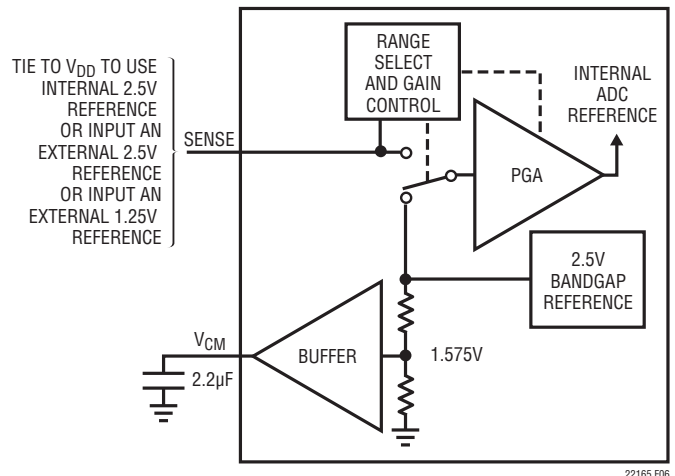 TIE TO VDD TO USE
INTERNAL 2.5V
REFERENCE
OR INPUT AN
EXTERNAL 2.5V
REFERENCE
OR INPUT AN
EXTERNAL 1.25V
REFERENCE
SENSE
RANGE
SELECT
AND GAIN
CONTROL
INTERNAL
ADC
REFERENCE
PGA
2.5V
BANDGAP
REFERENCE
VCM
2.2µF
BUFFER
1.575V
22165 F06